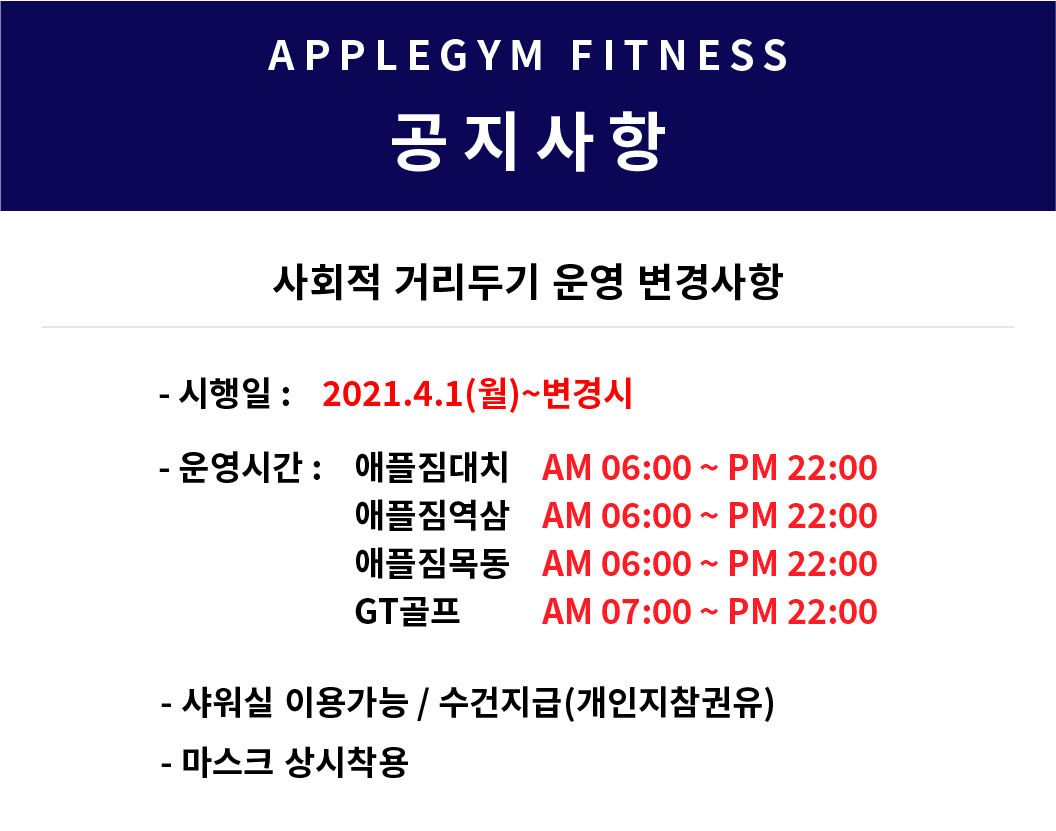 APPLEGYM FITNESS
공지사항
사회적 거리두기 운영 변경사항
- 시행일 : 2021.4.1(월)~변경시
- 운영시간 : 애플짐대치 AM 06:00 ~ PM 22:00
애플짐역삼 AM 06:00 ~ PM 22:00
애플짐목동 AM 06:00 ~ PM 22:00
GT골프 AM 07:00 ~ PM 22:00
- 샤워실 이용가능 / 수건지급(개인지참권유)
- 마스크 상시착용